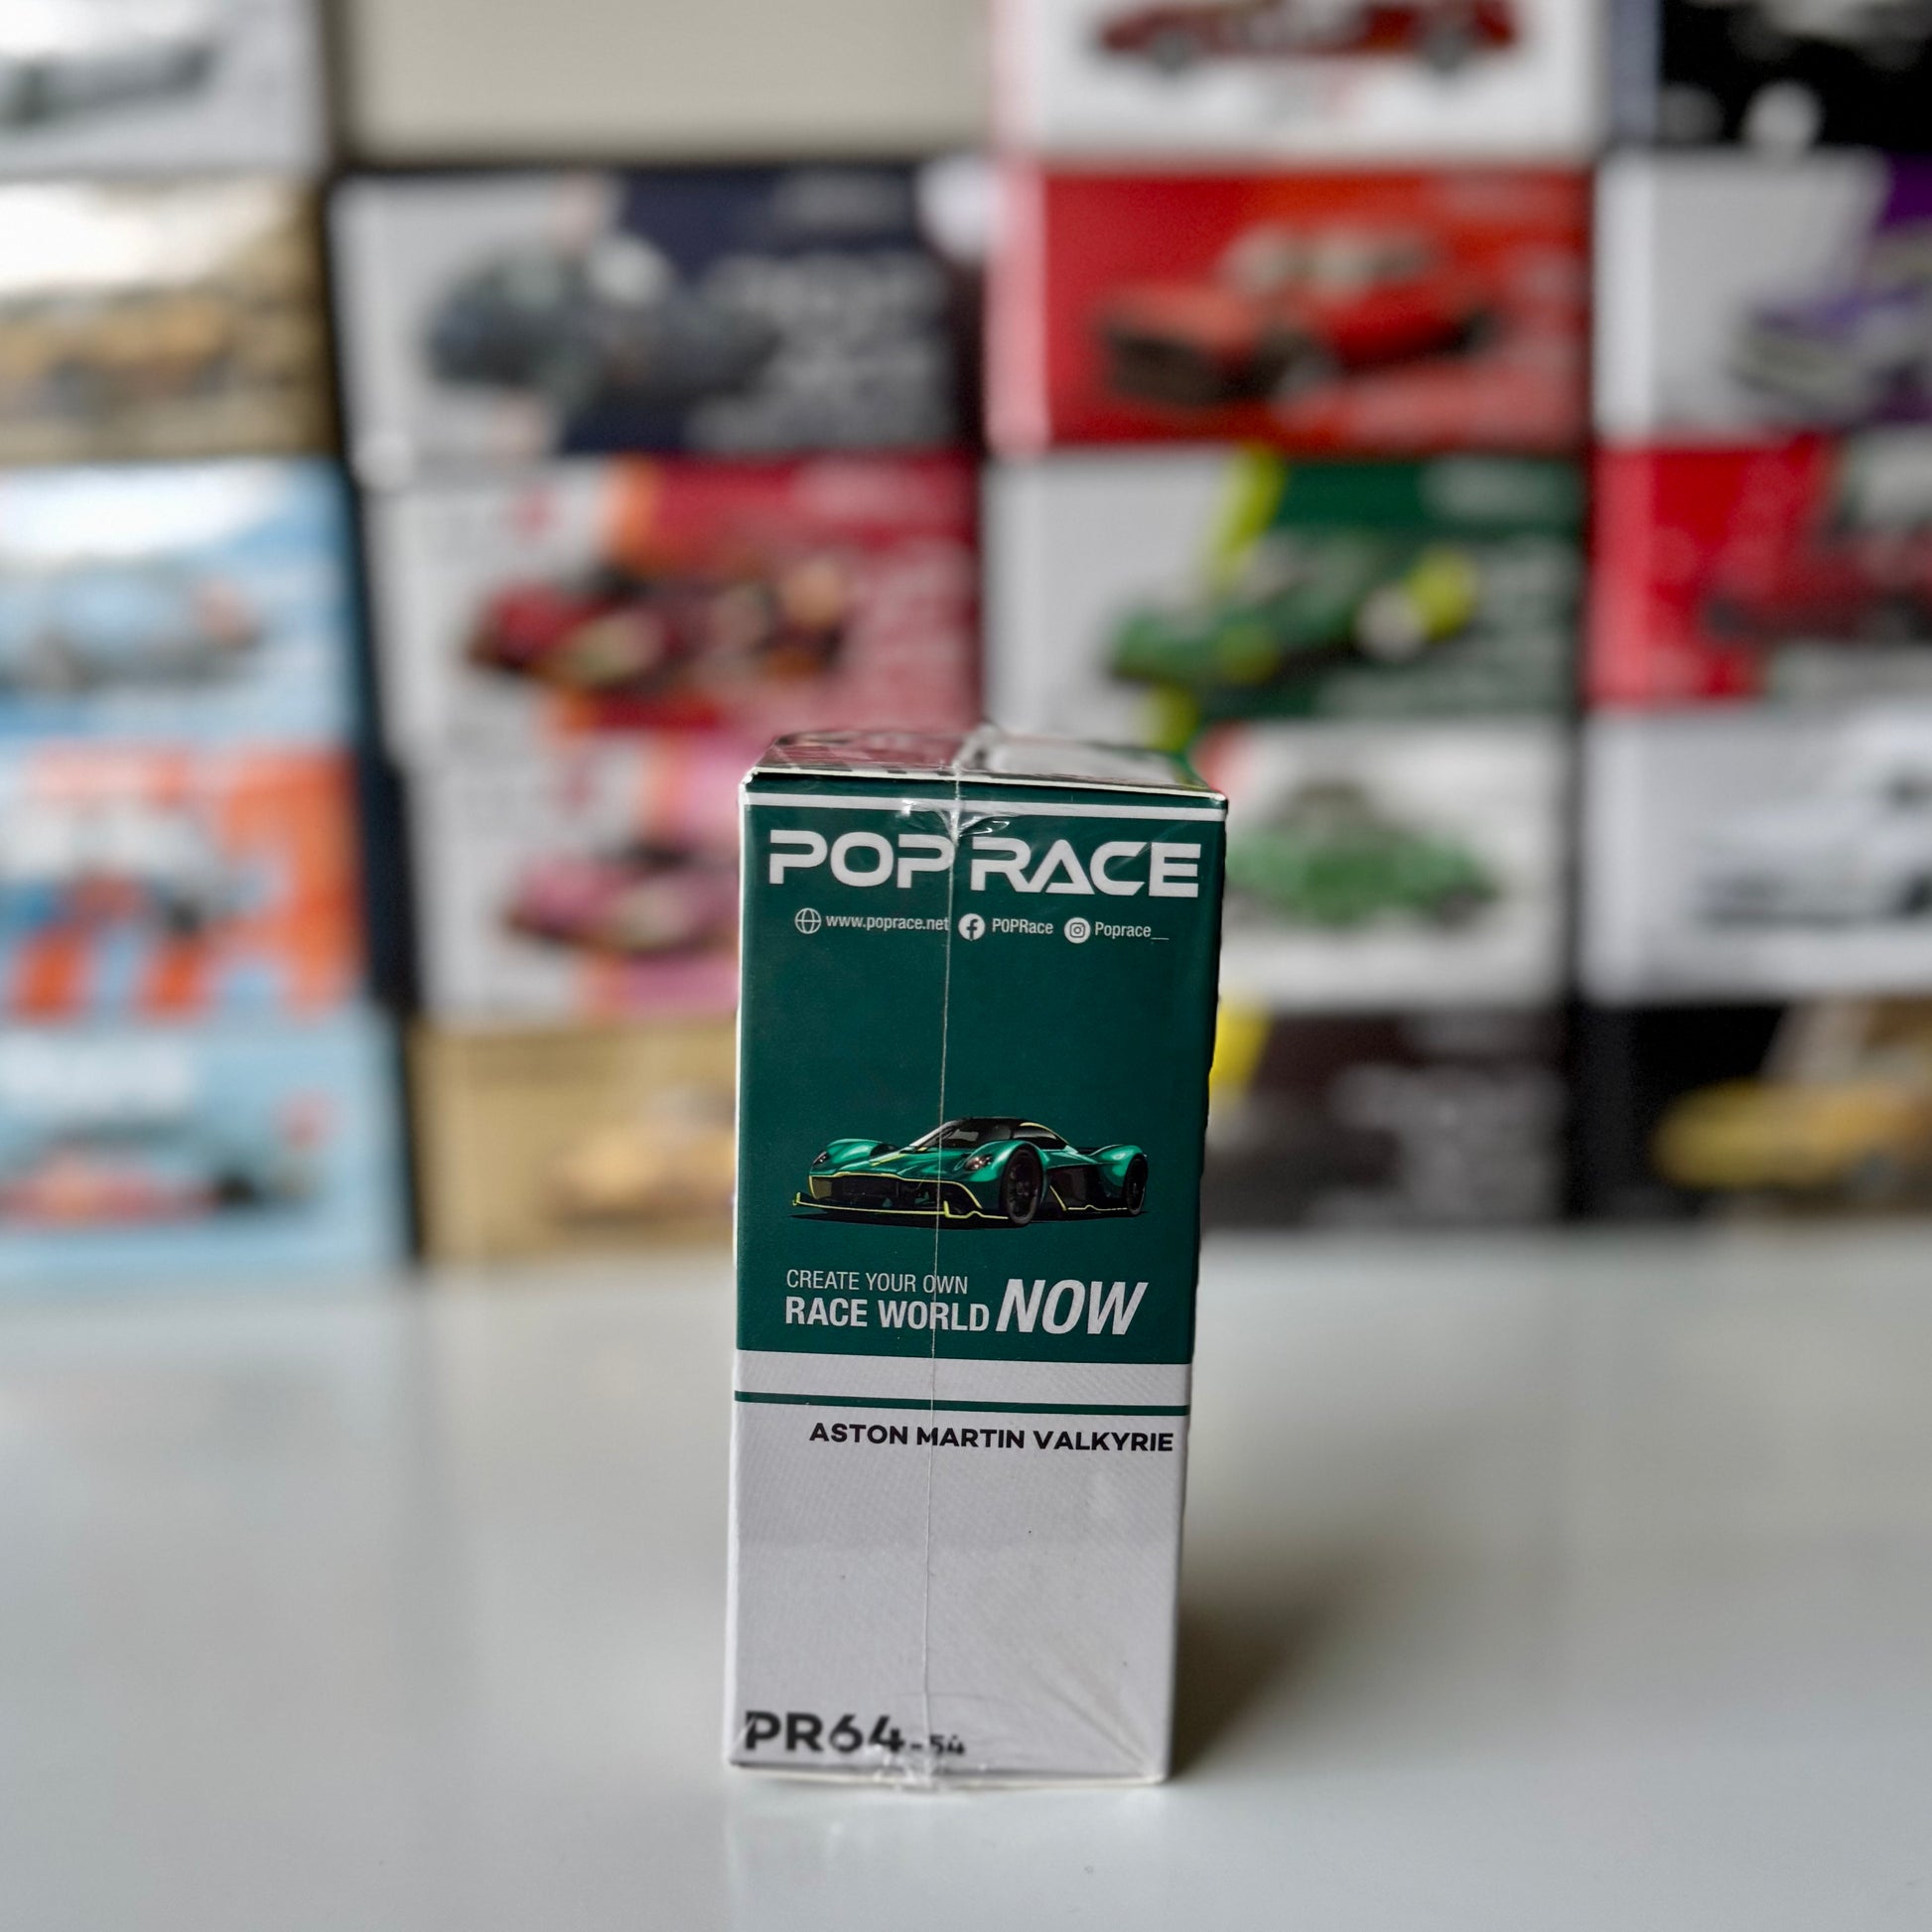 POP RACE
www.poprace.net POPRace Poprace__
CREATE YOUR OWN
RACE WORLD NOW
ASTON MARTIN VALKYRIE
PR64-54